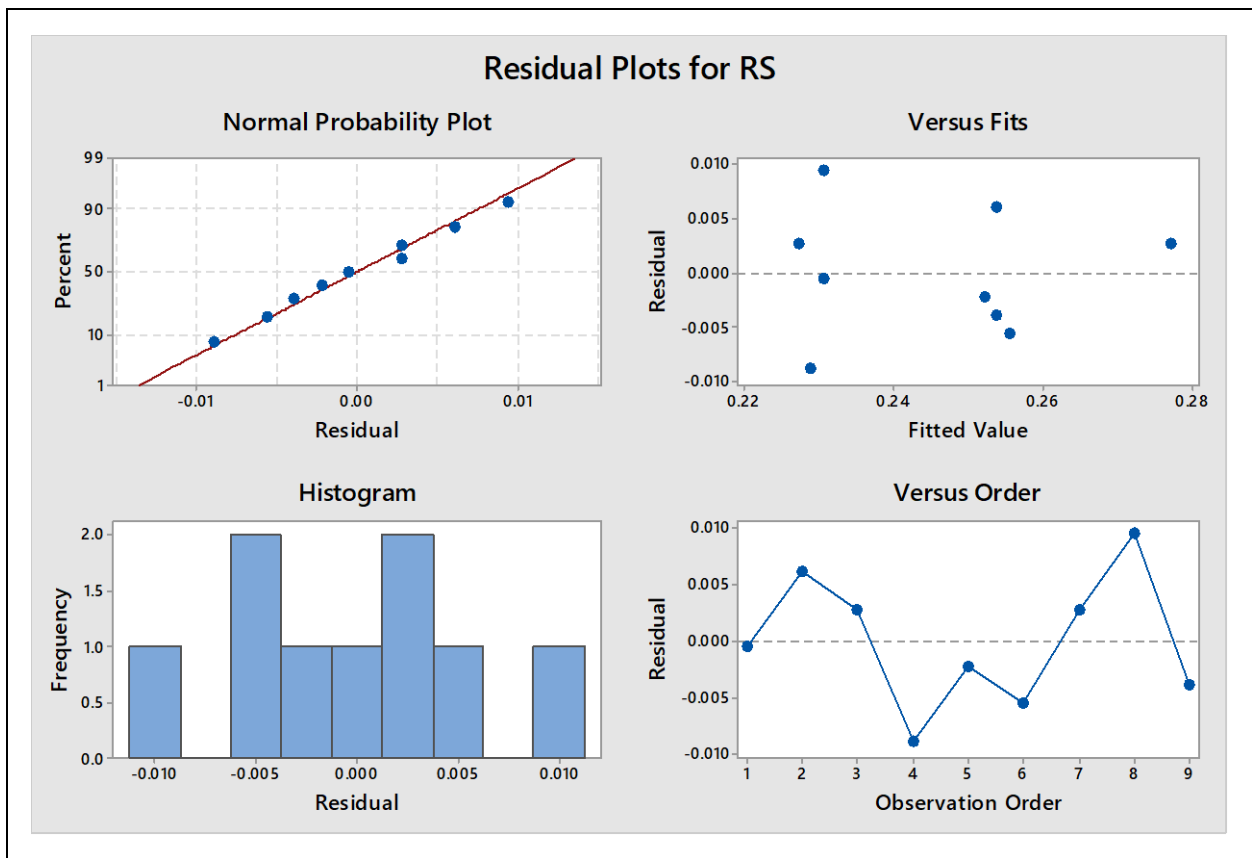 Residual Plots for RS
Normal Probability Plot
99
90
50
10
1
Percent
-0.01 0.00 0.01
Residual
Versus Fits
0.010
0.005
0.000
-0.005
-0.010
Residual
0.22 0.24 0.26 0.28
Fitted Value
Histogram
2.0
1.5
1.0
0.5
0.0
Frequency
-0.010 -0.005 0.000 0.005 0.010
Residual
Versus Order
0.010
0.005
0.000
-0.005
-0.010
Residual
1 2 3 4 5 6 7 8 9
Observation Order